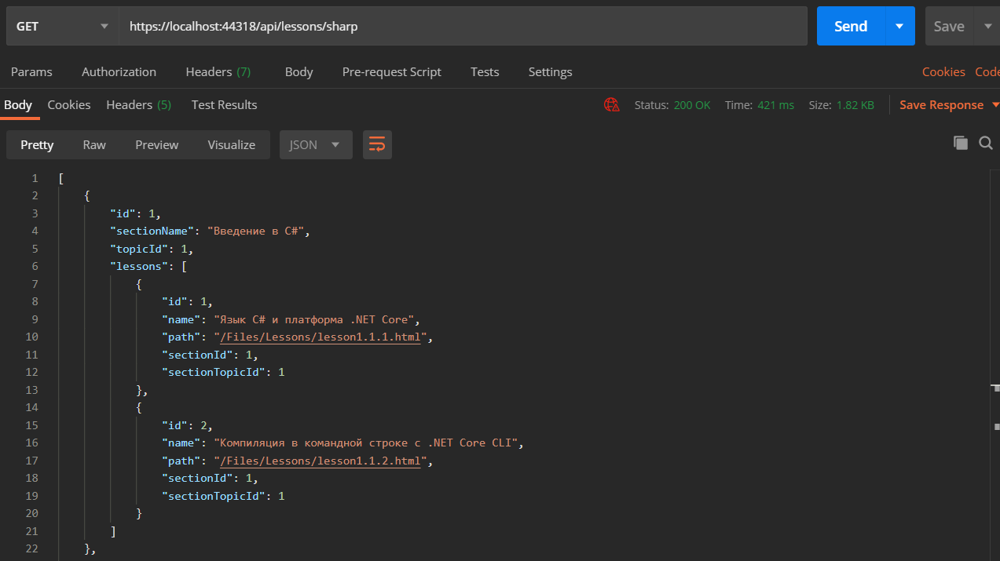 GET https://localhost:44318/api/lessons/sharp Send Save
Params Authorization Headers (7) Body Pre-request Script Tests Settings Cookies Code
Body Cookies Headers (5) Test Results Status: 200 OK Time: 421 ms Size: 1.82 KB Save Response
Pretty Raw Preview Visualize JSON
1 [
2 {
3 "id": 1,
4 "sectionName": "Введение в C#",
5 "topicId": 1,
6 "lessons": [
7 {
8 "id": 1,
9 "name": "Язык C# и платформа .NET Core",
10 "path": "/Files/Lessons/lesson1.1.1.html",
11 "sectionId": 1,
12 "sectionTopicId": 1
13 },
14 {
15 "id": 2,
16 "name": "Компиляция в командной строке с .NET Core CLI",
17 "path": "/Files/Lessons/lesson1.1.2.html",
18 "sectionId": 1,
19 "sectionTopicId": 1
20 }
21 ]
22 },